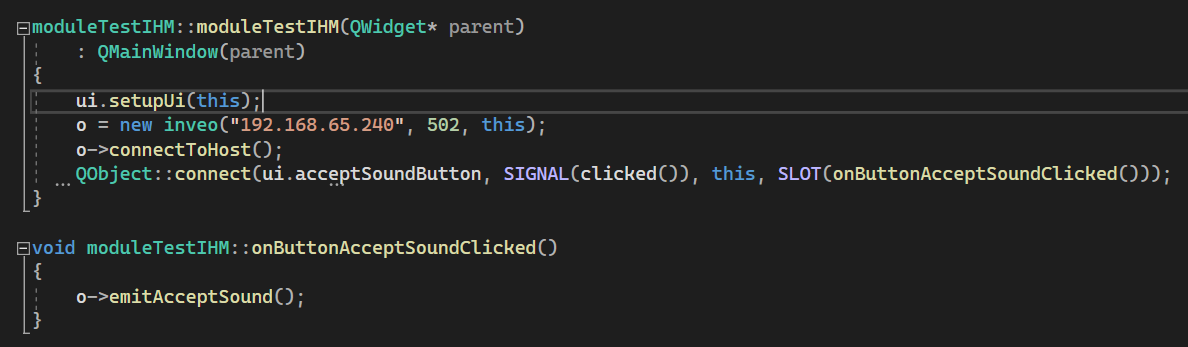 moduleTestIHM::moduleTestIHM(QWidget* parent)
    : QMainWindow(parent)
{
    ui.setupUi(this);
    o = new inveo("192.168.65.240", 502, this);
    o->connectToHost();
    QObject::connect(ui.acceptSoundButton, SIGNAL(clicked()), this, SLOT(onButtonAcceptSoundClicked()));
}
void moduleTestIHM::onButtonAcceptSoundClicked()
{
    o->emitAcceptSound();
}